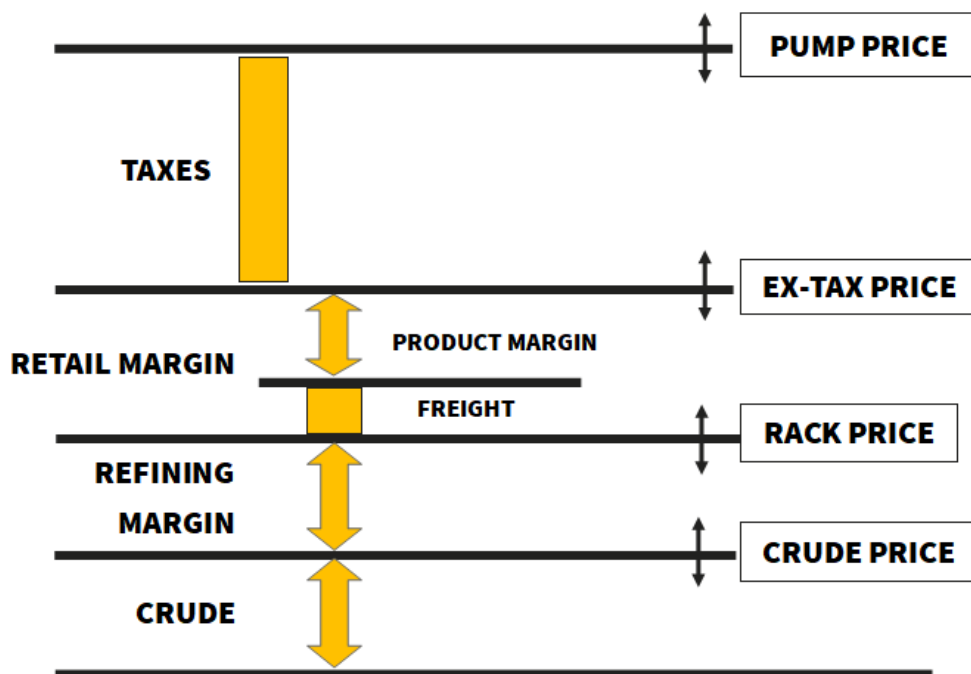 PUMP PRICE
TAXES
EX-TAX PRICE
PRODUCT MARGIN
RETAIL MARGIN
FREIGHT
RACK PRICE
REFINING
MARGIN
CRUDE PRICE
CRUDE